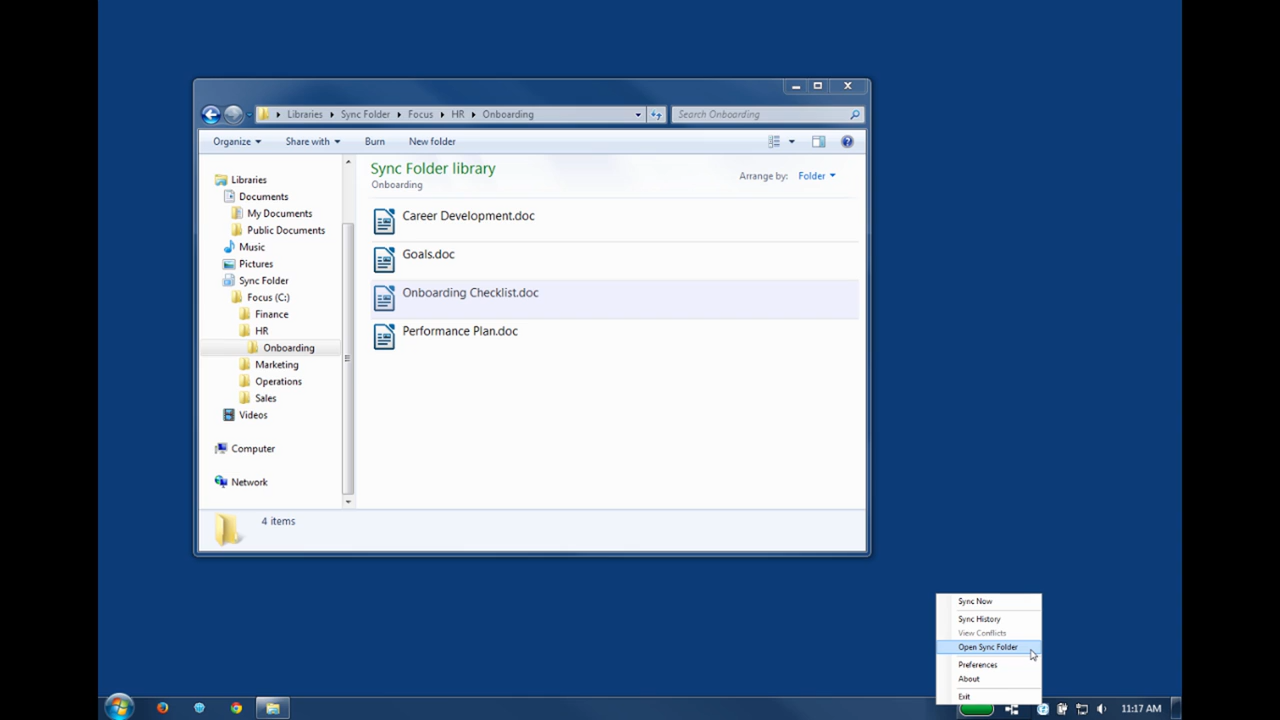 Libraries Sync Folder Focus HR Onboarding Search Onboarding
Organize Share with Burn New folder
Sync Folder library
Onboarding
Arrange by: Folder
Libraries
Documents
My Documents
Public Documents
Music
Pictures
Sync Folder
Focus (C:)
Finance
HR
Onboarding
Marketing
Operations
Sales
Videos
Computer
Network
Career Development.doc
Goals.doc
Onboarding Checklist.doc
Performance Plan.doc
4 items
Sync Now
Sync History
View Conflicts
Open Sync Folder
Preferences
About
Exit
11:17 AM